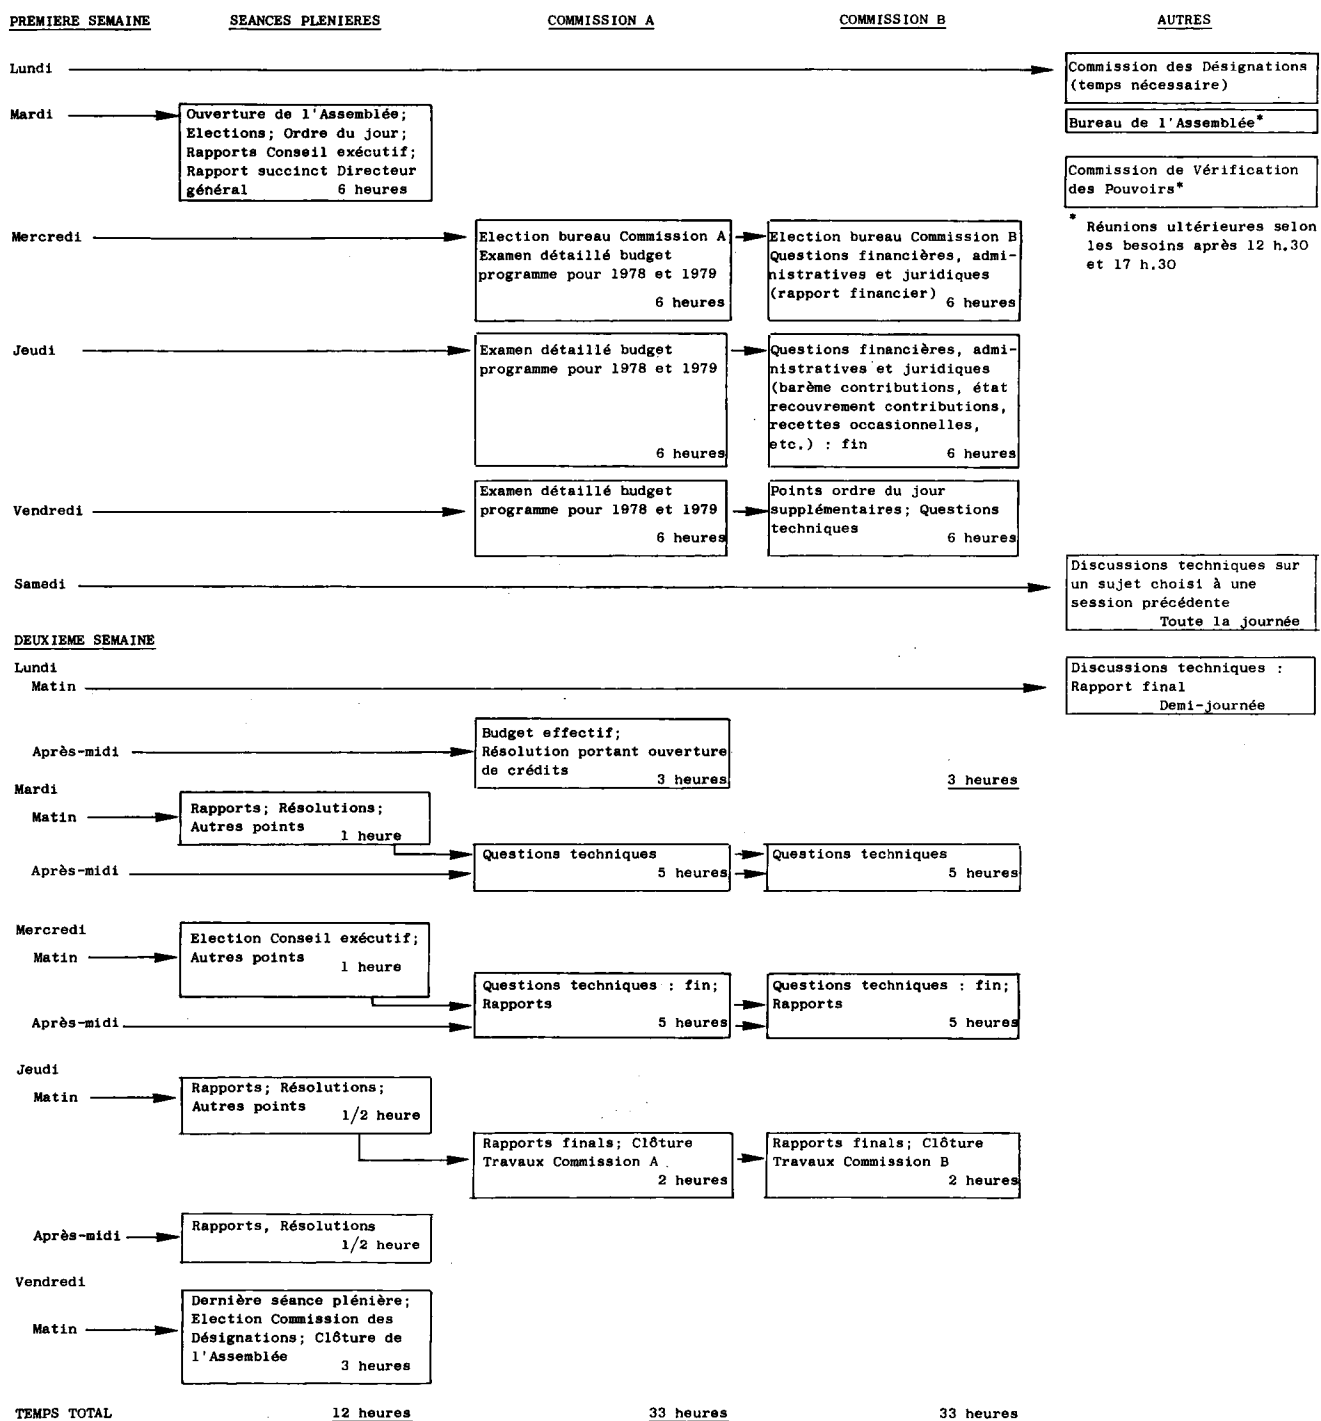 PREMIERE SEMAINE SEANCES PLENIERES COMMISSION A COMMISSION B AUTRES
Lundi
Commission des Désignations
(temps nécessaire)
Mardi
Ouverture de l'Assemblée;
Elections; Ordre du jour;
Rapports Conseil exécutif;
Rapport succinct Directeur
général 6 heures
Bureau de l'Assemblée*
Commission de Vérification
des Pouvoirs*
* Réunions ultérieures selon
les besoins après 12 h.30
et 17 h.30
Mercredi
Election bureau Commission A
Examen détaillé budget
programme pour 1978 et 1979
6 heures
Election bureau Commission B
Questions financières, admi-
nistratives et juridiques
(rapport financier) 6 heures
Jeudi
Examen détaillé budget
programme pour 1978 et 1979
6 heures
Questions financières, admi-
nistratives et juridiques
(barème contributions, état
recouvrement contributions,
recettes occasionnelles,
etc.) : fin
6 heures
Vendredi
Examen détaillé budget
programme pour 1978 et 1979
6 heures
Points ordre du jour
supplémentaires; Questions
techniques
6 heures
Samedi
Discussions techniques sur
un sujet choisi à une
session précédente
Toute la journée
DEUXIEME SEMAINE
Lundi
Matin
Discussions techniques :
Rapport final
Demi-journée
Après-midi
Budget effectif;
Résolution portant ouverture
de crédits 3 heures
3 heures
Mardi
Matin
Rapports; Résolutions;
Autres points 1 heure
Après-midi
Questions techniques
5 heures
Questions techniques
5 heures
Mercredi
Matin
Election Conseil exécutif;
Autres points
1 heure
Après-midi
Questions techniques : fin;
Rapports
5 heures
Questions techniques : fin;
Rapports
5 heures
Jeudi
Matin
Rapports; Résolutions;
Autres points 1/2 heure
Rapports finals; Clôture
Travaux Commission A
2 heures
Rapports finals; Clôture
Travaux Commission B
2 heures
Après-midi
Rapports, Résolutions
1/2 heure
Vendredi
Matin
Dernière séance plénière;
Election Commission des
Désignations; Clôture de
l'Assemblée 3 heures
TEMPS TOTAL 12 heures 33 heures 33 heures